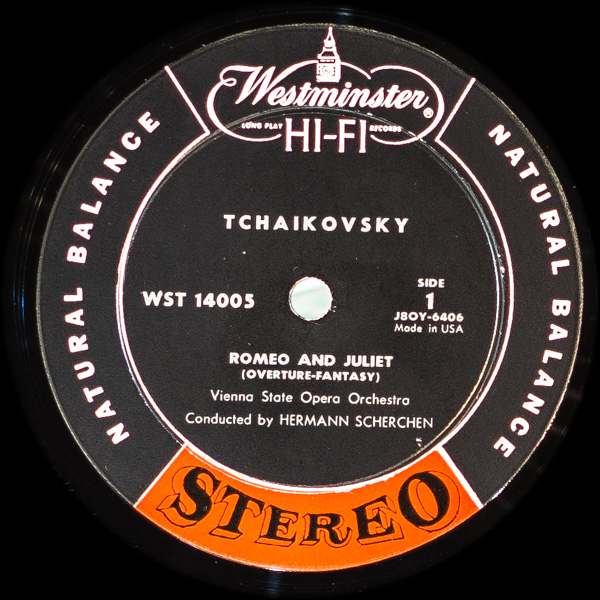 Westminster®
LONG PLAY HI-FI RECORDS
NATURAL BALANCE
NATURAL BALANCE
TCHAIKOVSKY
WST 14005
SIDE
1
J8OY-6406
Made in USA
ROMEO AND JULIET
(OVERTURE-FANTASY)
Vienna State Opera Orchestra
Conducted by HERMANN SCHERCHEN
STEREO